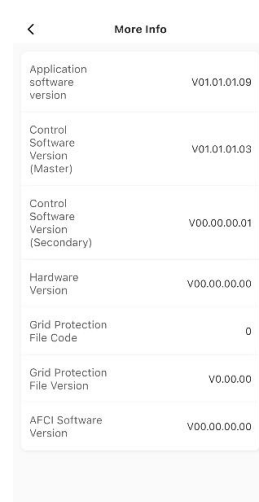 More Info
Application
software
version
V01.01.01.09
Control
Software
Version
(Master)
V01.01.01.03
Control
Software
Version
(Secondary)
V00.00.00.01
Hardware
Version
V00.00.00.00
Grid Protection
File Code
0
Grid Protection
File Version
V0.00.00
AFCI Software
Version
V00.00.00.00